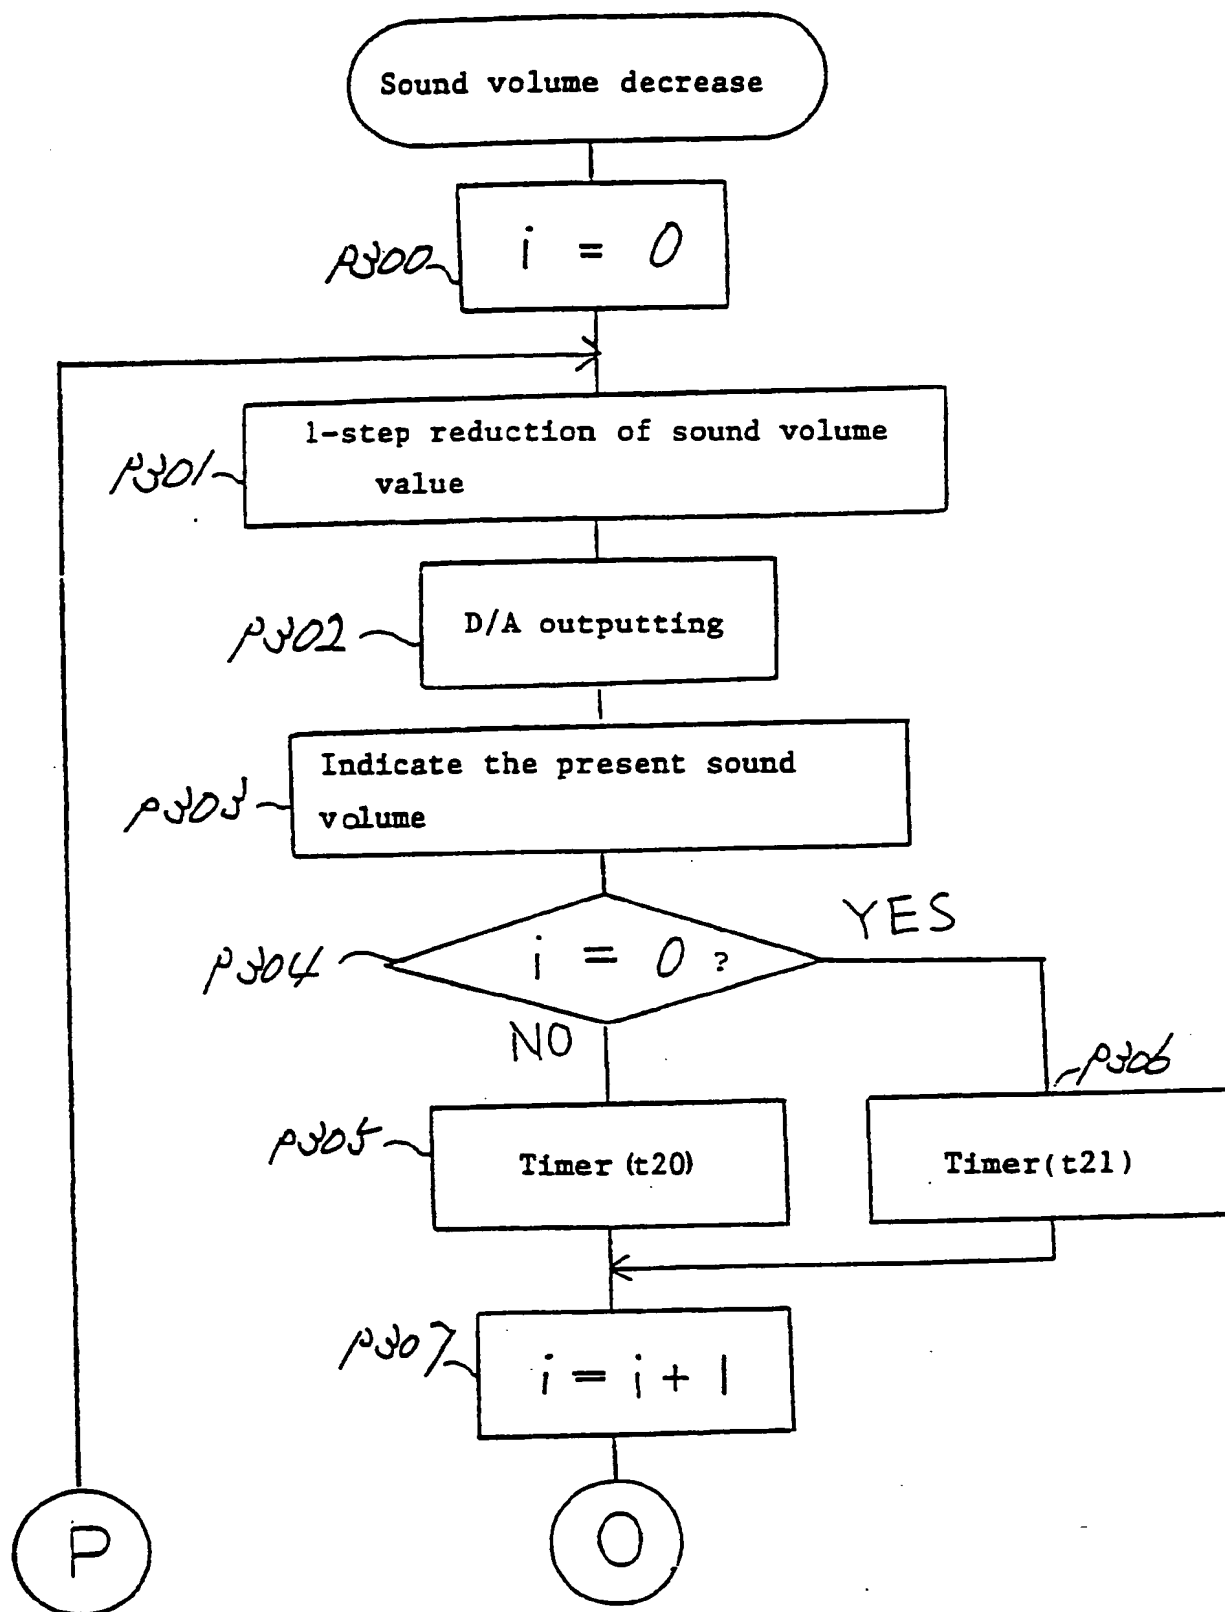 Sound volume decrease
i = 0
P300
1-step reduction of sound volume
value
P301
D/A outputting
P302
Indicate the present sound
volume
P303
YES
i = 0 ?
P304
NO
P306
P305
Timer (t20)
Timer(t21)
P307
i = i + 1
P
O